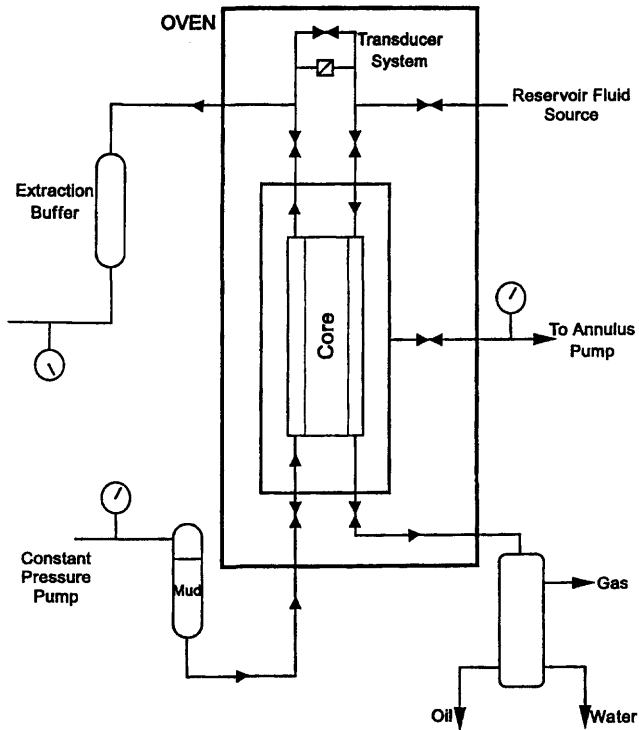 OVEN
Transducer
System
Reservoir Fluid
Source
Extraction
Buffer
Core
To Annulus
Pump
Constant
Pressure
Pump
Mud
Gas
Oil
Water